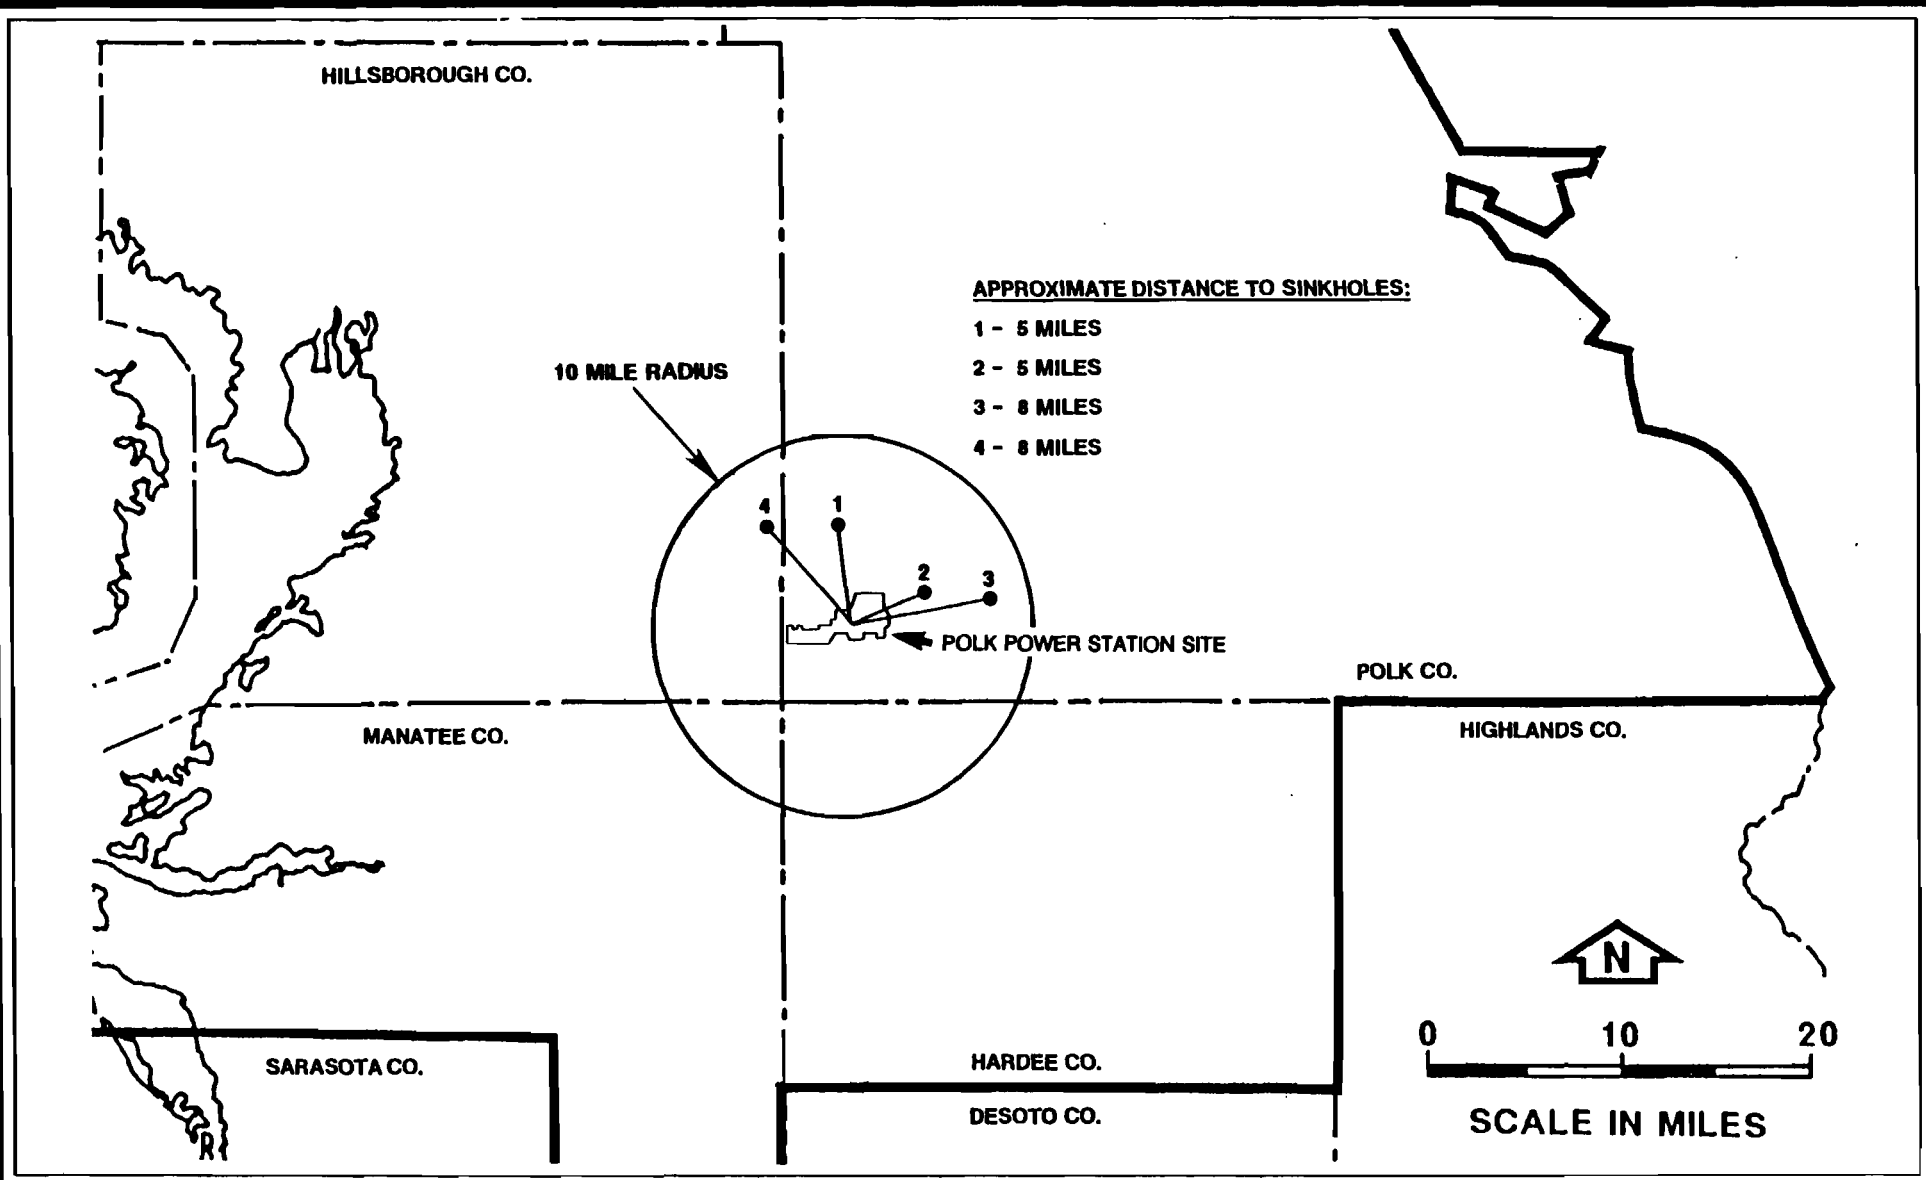 HILLSBOROUGH CO.
APPROXIMATE DISTANCE TO SINKHOLES:
1 - 5 MILES
2 - 5 MILES
3 - 8 MILES
4 - 8 MILES
10 MILE RADIUS
4
1
2
3
POLK POWER STATION SITE
POLK CO.
MANATEE CO.
HIGHLANDS CO.
N
0 10 20
SCALE IN MILES
SARASOTA CO.
HARDEE CO.
DESOTO CO.